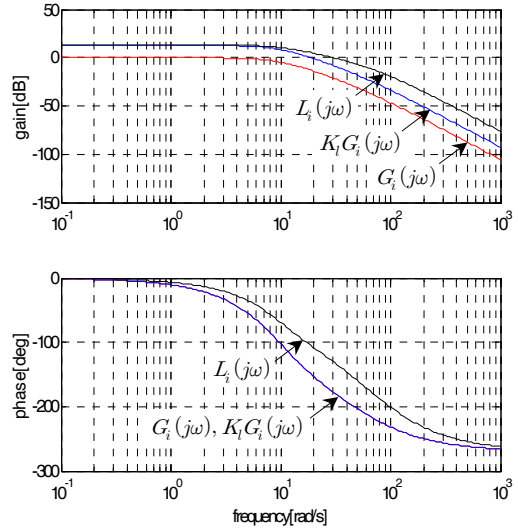 50
0
-50
-100
-150
gain[dB]
L_i(jω)
K_l G_i(jω)
G_i(jω)
10^-1
10^0
10^1
10^2
10^3
0
-100
-200
-300
phase[deg]
L_i(jω)
G_i(jω), K_l G_i(jω)
10^-1
10^0
10^1
10^2
10^3
frequency[rad/s]